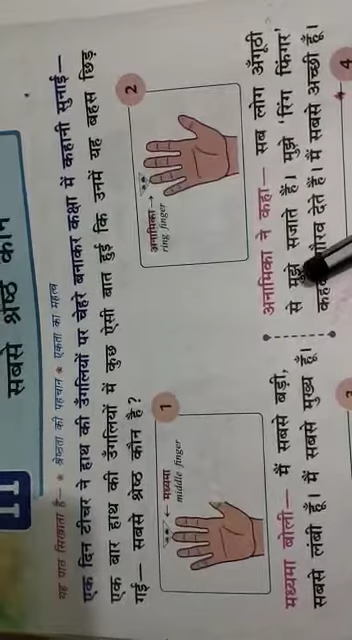 11
सबसे श्रेष्ठ कौन
यह पाठ सिखाता है— * श्रेष्ठता की पहचान * एकता का महत्व
एक दिन टीचर ने हाथ की उँगलियों पर चेहरे बनाकर कक्षा में कहानी सुनाई—
एक बार हाथ की उँगलियों में कुछ ऐसी बात हुई कि उनमें यह बहस छिड़
गई— सबसे श्रेष्ठ कौन है?
1
← मध्यमा
middle finger
मध्यमा बोली— मैं सबसे बड़ी,
सबसे लंबी हूँ। मैं सबसे मुख्य हूँ।
2
अनामिका →
ring finger
अनामिका ने कहा— सब लोग अँगूठी
से मुझे सजाते हैं। मुझे 'रिंग फिंगर'
गौरव देते हैं। मैं सबसे अच्छी हूँ।
3
4